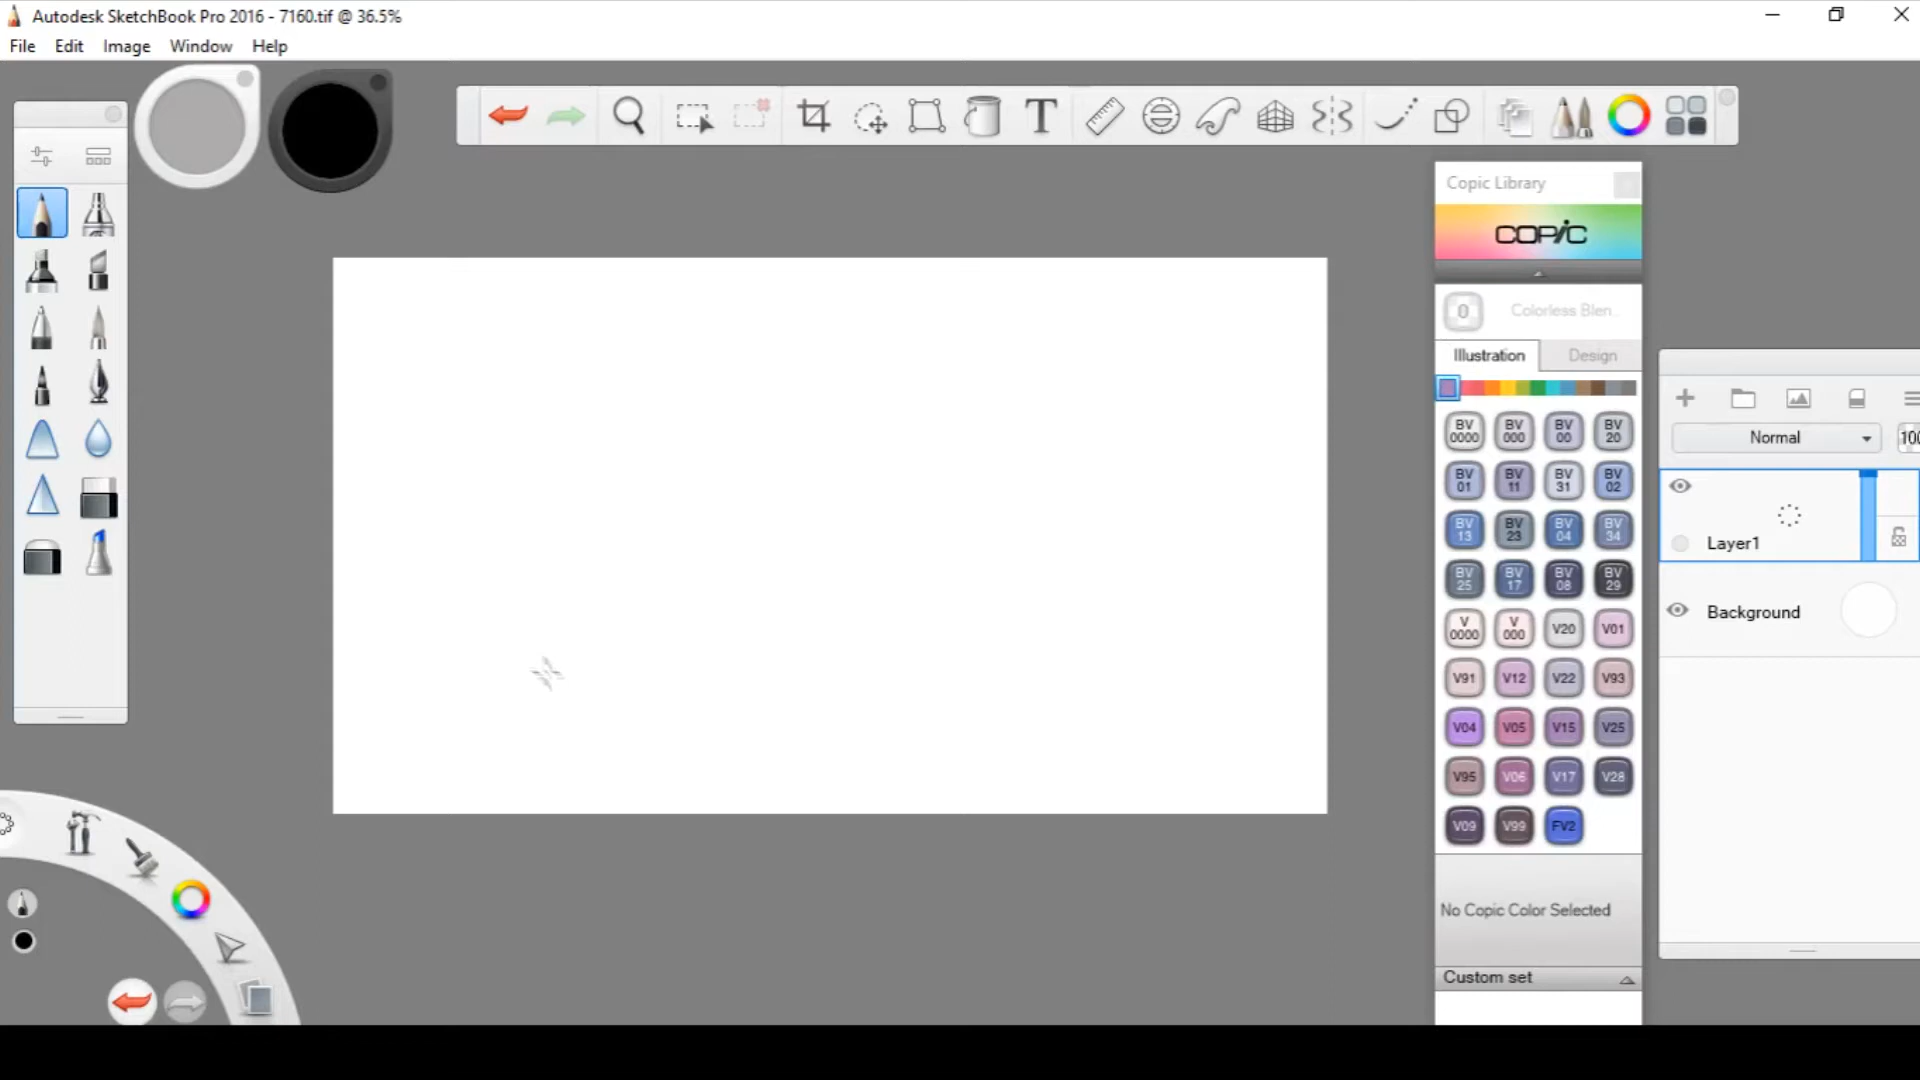 Autodesk SketchBook Pro 2016 - 7160.tif @ 36.5%
File Edit Image Window Help
T
Copic Library
COPIC
0 Colorless Blen..
Illustration Design
BV 0000 BV 000 BV 00 BV 20
BV 01 BV 11 BV 31 BV 02
BV 13 BV 23 BV 04 BV 34
BV 25 BV 17 BV 08 BV 29
V 0000 V 000 V20 V01
V91 V12 V22 V93
V04 V05 V15 V25
V95 V06 V17 V28
V09 V99 FV2
No Copic Color Selected
Custom set
Normal 100
Layer1
Background